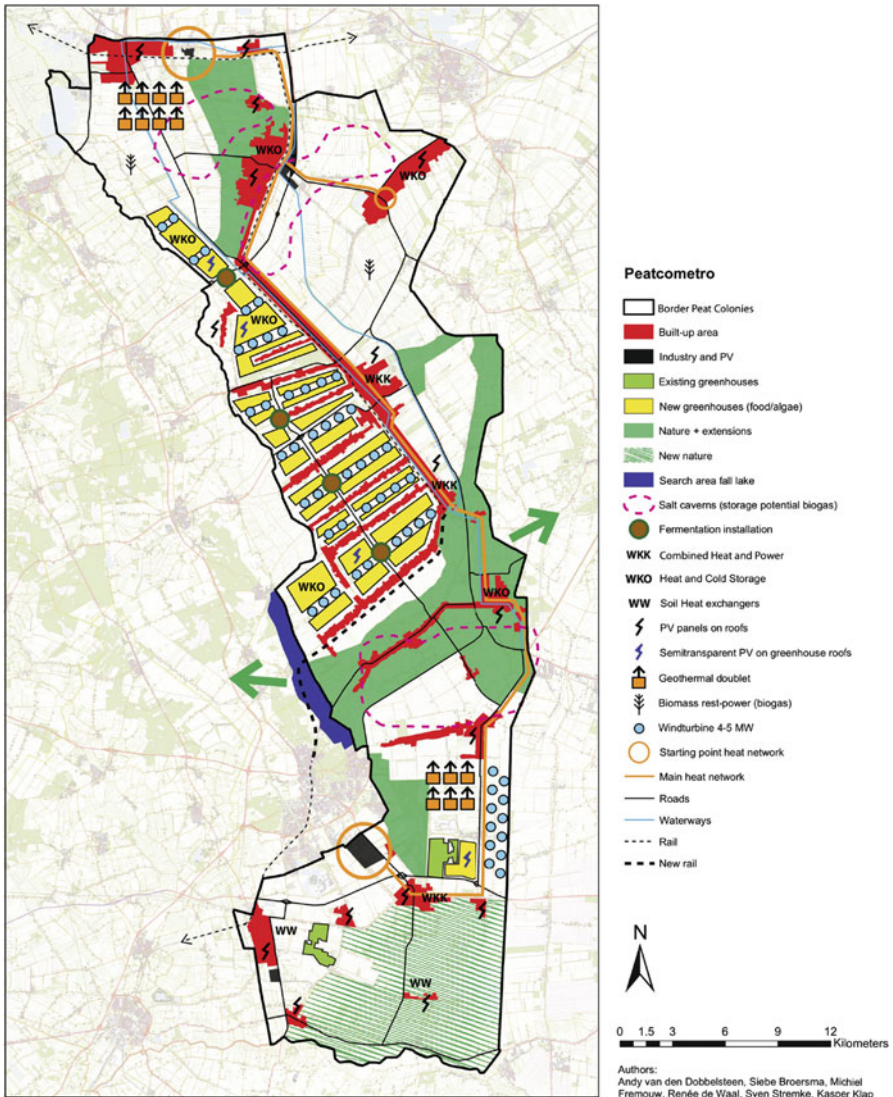 WKO
WKO
WKO
WKO
WKK
WKK
WKO
WKO
WKK
WW
WW
Peatcometro
Border Peat Colonies
Built-up area
Industry and PV
Existing greenhouses
New greenhouses (food/algae)
Nature + extensions
New nature
Search area fall lake
Salt caverns (storage potential biogas)
Fermentation installation
WKK Combined Heat and Power
WKO Heat and Cold Storage
WW Soil Heat exchangers
PV panels on roofs
Semitransparent PV on greenhouse roofs
Geothermal doublet
Biomass rest-power (biogas)
Windturbine 4-5 MW
Starting point heat network
Main heat network
Roads
Waterways
Rail
New rail
N
0 1.5 3 6 9 12
Kilometers
Authors:
Andy van den Dobbelsteen, Siebe Broersma, Michiel
Fremouw, Renée de Waal, Sven Stremke, Kasper Klap